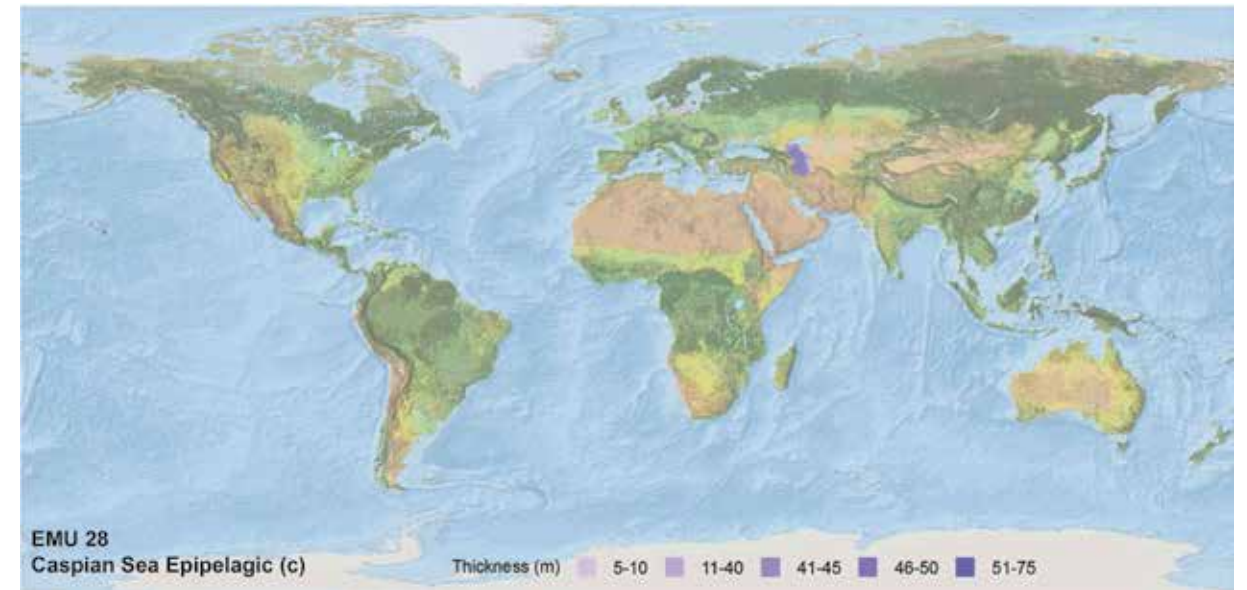 EMU 28
Caspian Sea Epipelagic (c)
Thickness (m) 5-10 11-40 41-45 46-50 51-75